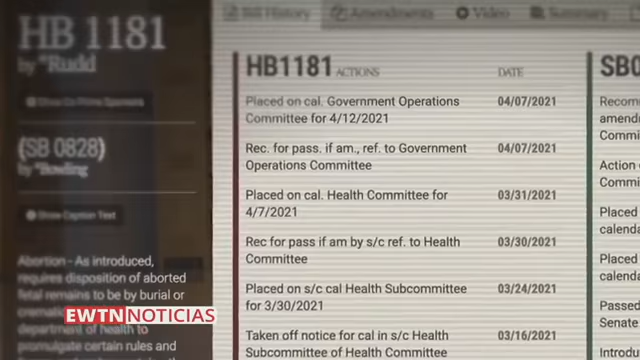 HB 1181
by *Rudd
Show Co-Prime Sponsors
(SB 0828)
by *Bowling
Show Caption Text
Abortion - As introduced,
requires disposition of aborted
fetal remains to be by burial or
department of health to
promulgate certain rules and
EWTNNOTICIAS
Bill History
Amendments
Video
Summary
HB1181 ACTIONS DATE
Placed on cal. Government Operations 04/07/2021
Committee for 4/12/2021
Rec. for pass. if am., ref. to Government 04/07/2021
Operations Committee
Placed on cal. Health Committee for 03/31/2021
4/7/2021
Rec for pass if am by s/c ref. to Health 03/30/2021
Committee
Placed on s/c cal Health Subcommittee 03/24/2021
for 3/30/2021
Taken off notice for cal in s/c Health 03/16/2021
Subcommittee of Health Committee
SB0
Recom
amendm
Commi
Action
Commi
Placed
calenda
Placed
calenda
Passed
Senate
Introdu